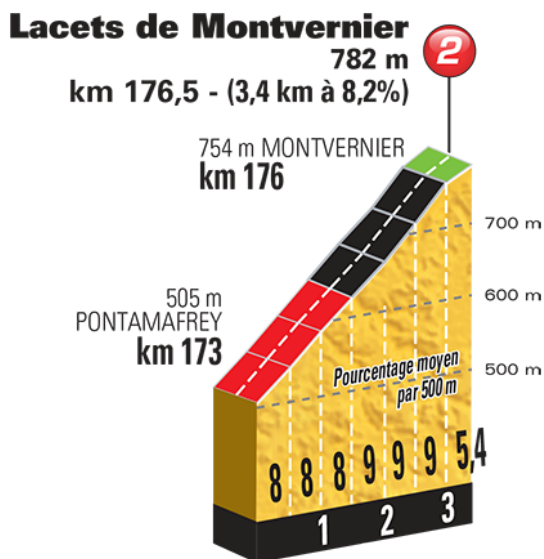 Lacets de Montvernier
782 m
2
km 176,5 - (3,4 km à 8,2%)
754 m MONTVERNIER
km 176
700 m
505 m
PONTAMAFREY
km 173
600 m
500 m
Pourcentage moyen
par 500 m
8 8 8 9 9 9 5,4
1 2 3